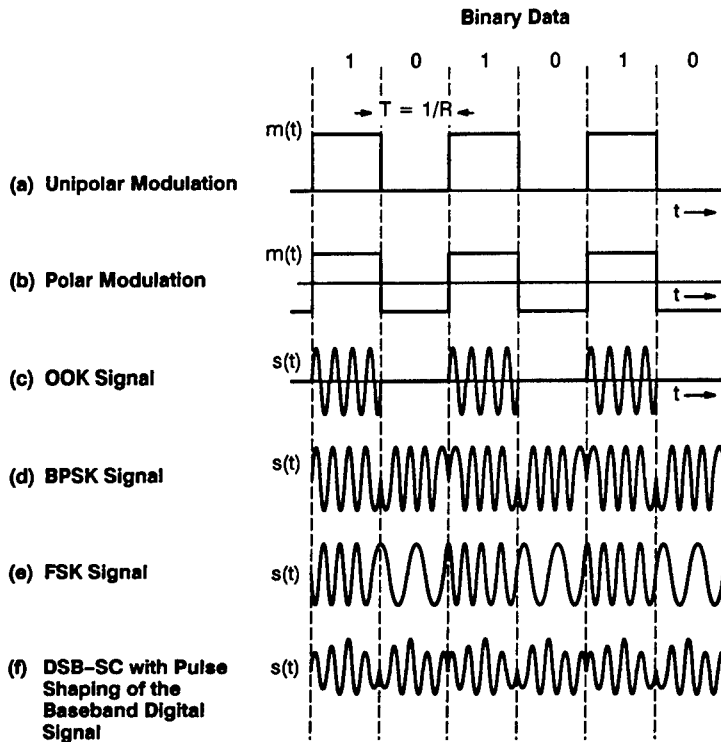 Binary Data
1 0 1 0 1 0
T = 1/R
m(t)
(a) Unipolar Modulation
t
m(t)
(b) Polar Modulation
t
s(t)
(c) OOK Signal
t
s(t)
(d) BPSK Signal
(e) FSK Signal s(t)
(f) DSB–SC with Pulse s(t)
Shaping of the
Baseband Digital
Signal